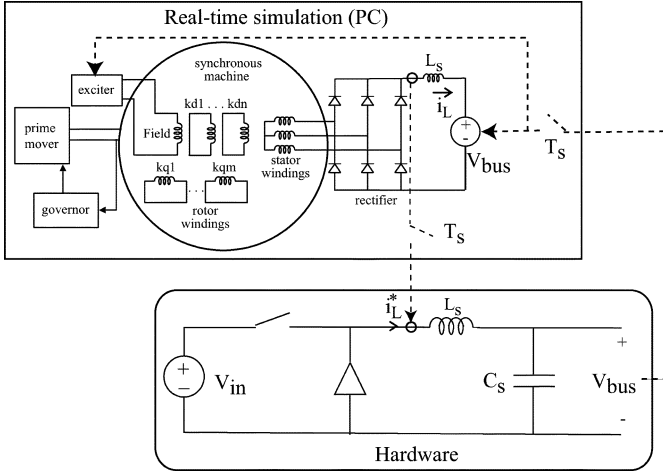 Real-time simulation (PC)
synchronous
machine
exciter
prime
mover
governor
Field
kd1 . . . kdn
kq1
. . .
kqm
rotor
windings
stator
windings
rectifier
Ls
iL
+
-
Vbus
Ts
Ts
iL*
Ls
+
−
Vin
Cs
+
Vbus
-
Hardware